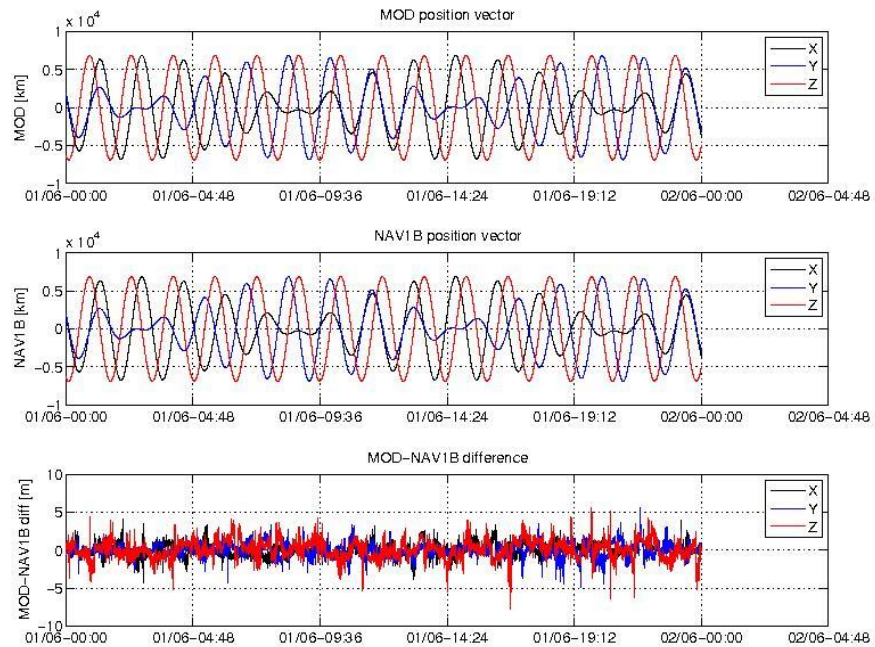 MOD position vector
x 10^4
1
0.5
0
-0.5
-1
MOD [km]
X
Y
Z
01/06-00:00 01/06-04:48 01/06-09:36 01/06-14:24 01/06-19:12 02/06-00:00 02/06-04:48
NAV1B position vector
x 10^4
1
0.5
0
-0.5
-1
NAV1B [km]
X
Y
Z
01/06-00:00 01/06-04:48 01/06-09:36 01/06-14:24 01/06-19:12 02/06-00:00 02/06-04:48
MOD-NAV1B difference
10
5
0
-5
-10
MOD-NAV1B diff [m]
X
Y
Z
01/06-00:00 01/06-04:48 01/06-09:36 01/06-14:24 01/06-19:12 02/06-00:00 02/06-04:48